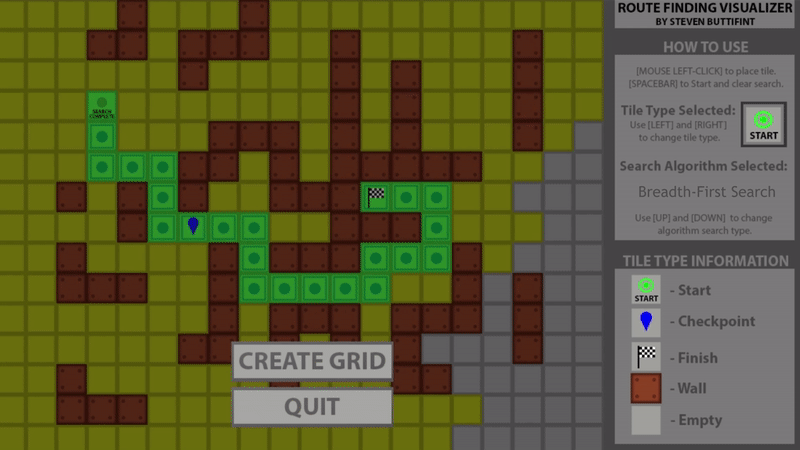 ROUTE FINDING VISUALIZER
BY STEVEN BUTTIFINT
HOW TO USE
[MOUSE LEFT-CLICK] to place tile.
[SPACEBAR] to Start and clear search.
Tile Type Selected:
Use [LEFT] and [RIGHT]
to change tile type.
START
Search Algorithm Selected:
Breadth-First Search
Use [UP] and [DOWN] to change
algorithm search type.
TILE TYPE INFORMATION
START
- Start
- Checkpoint
- Finish
- Wall
- Empty
SEARCH
COMPLETE
CREATE GRID
QUIT